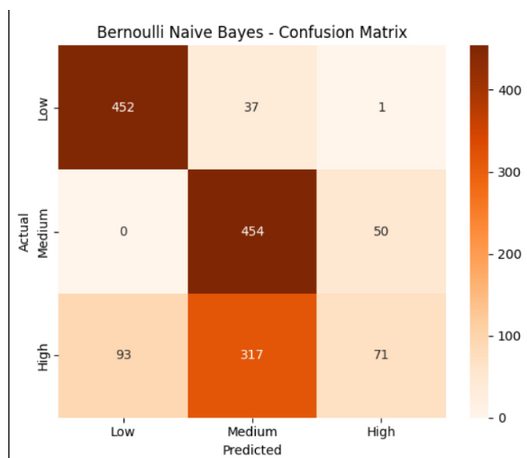 Bernoulli Naive Bayes - Confusion Matrix
Low 452 37 1
Medium 0 454 50
High 93 317 71
Low Medium High
Actual
Predicted
400
300
200
100
0